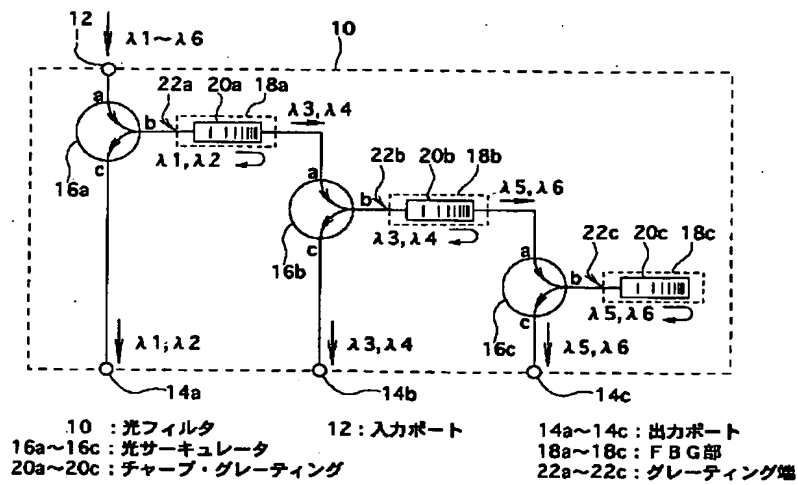 12
λ1~λ6
10
22a
20a
18a
a
b
c
16a
λ3,λ4
λ1,λ2
22b
20b
18b
a
b
c
16b
λ5,λ6
λ3,λ4
22c
20c
18c
a
b
c
16c
λ5,λ6
λ1,λ2
λ3,λ4
λ5,λ6
14a
14b
14c
10 :光フィルタ
12:入力ポート
14a~14c:出力ポート
16a~16c:光サーキュレータ
18a~18c:FBG部
20a~20c:チャープ・グレーティング
22a~22c:グレーティング端